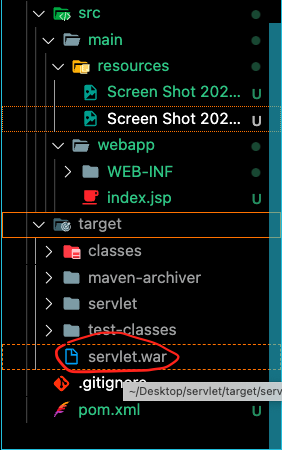 src
main
resources
Screen Shot 202... U
Screen Shot 202... U
webapp
WEB-INF
index.jsp U
target
classes
maven-archiver
servlet
test-classes
servlet.war
.gitignore
~/Desktop/servlet/target/serv
pom.xml U